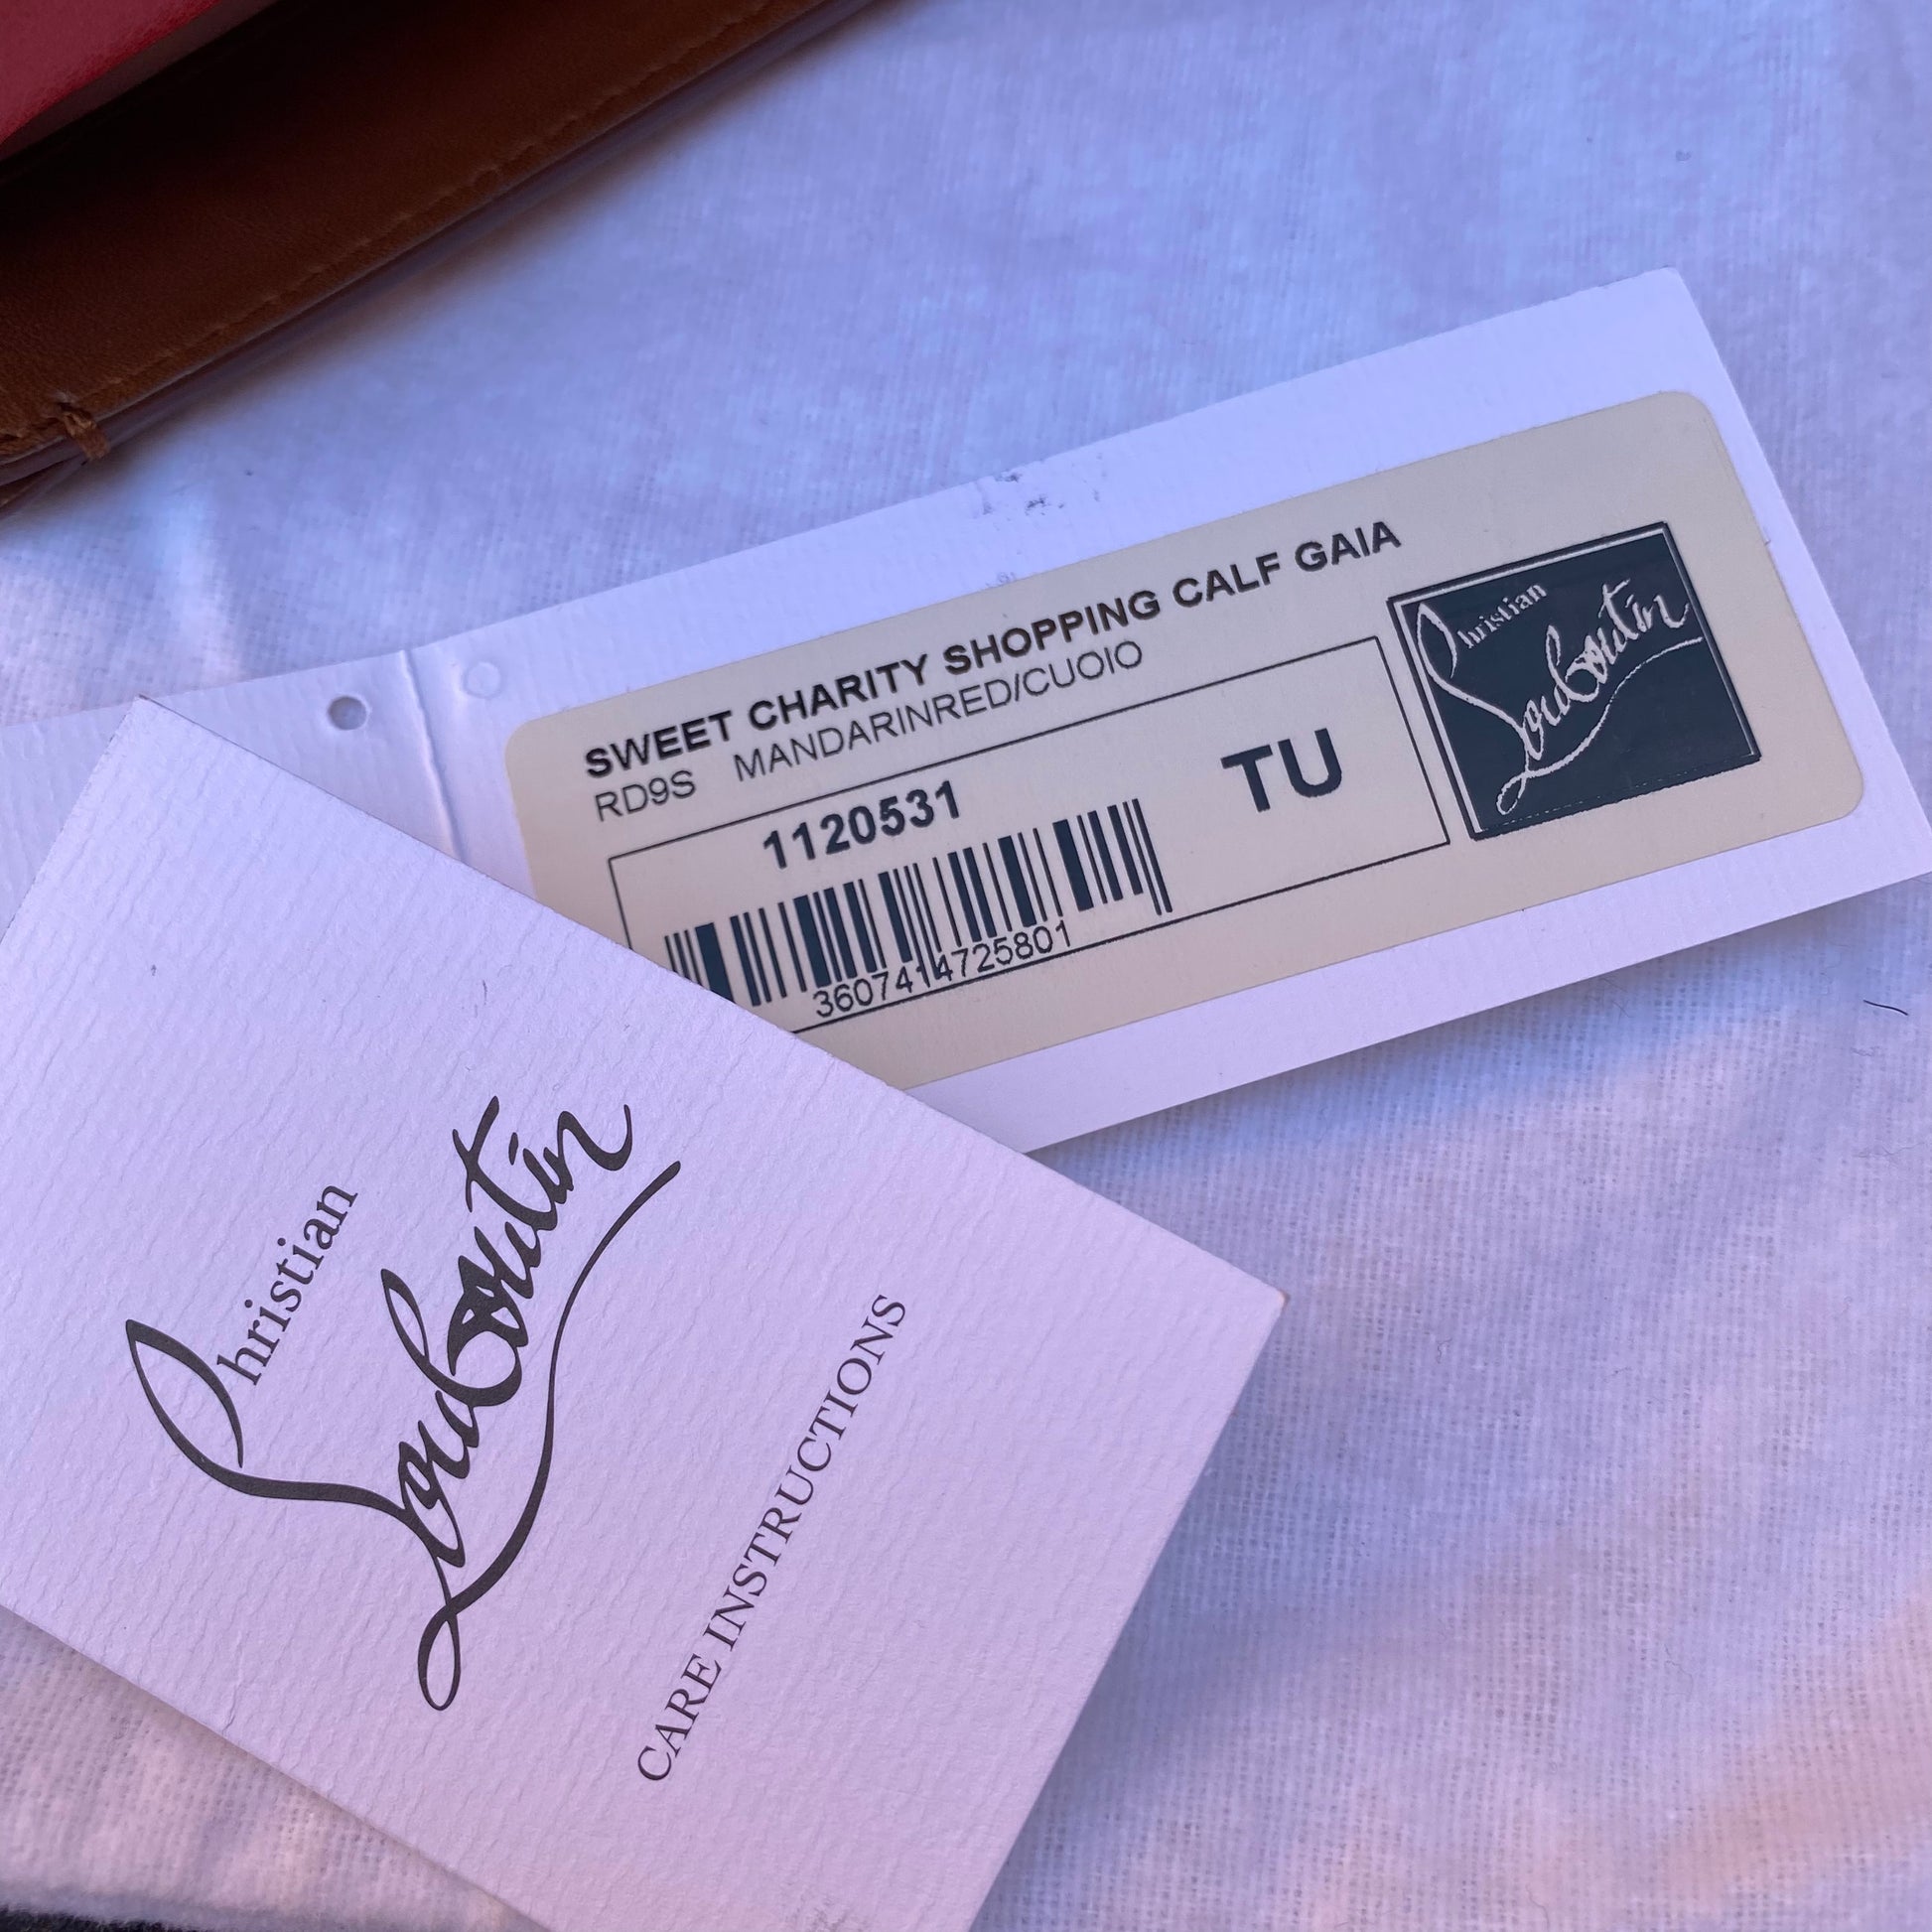 SWEET CHARITY SHOPPING CALF GAIA
RD9S MANDARINRED/CUOIO
1120531
TU
3607414725801
Christian
Louboutin
Christian
Louboutin
CARE INSTRUCTIONS